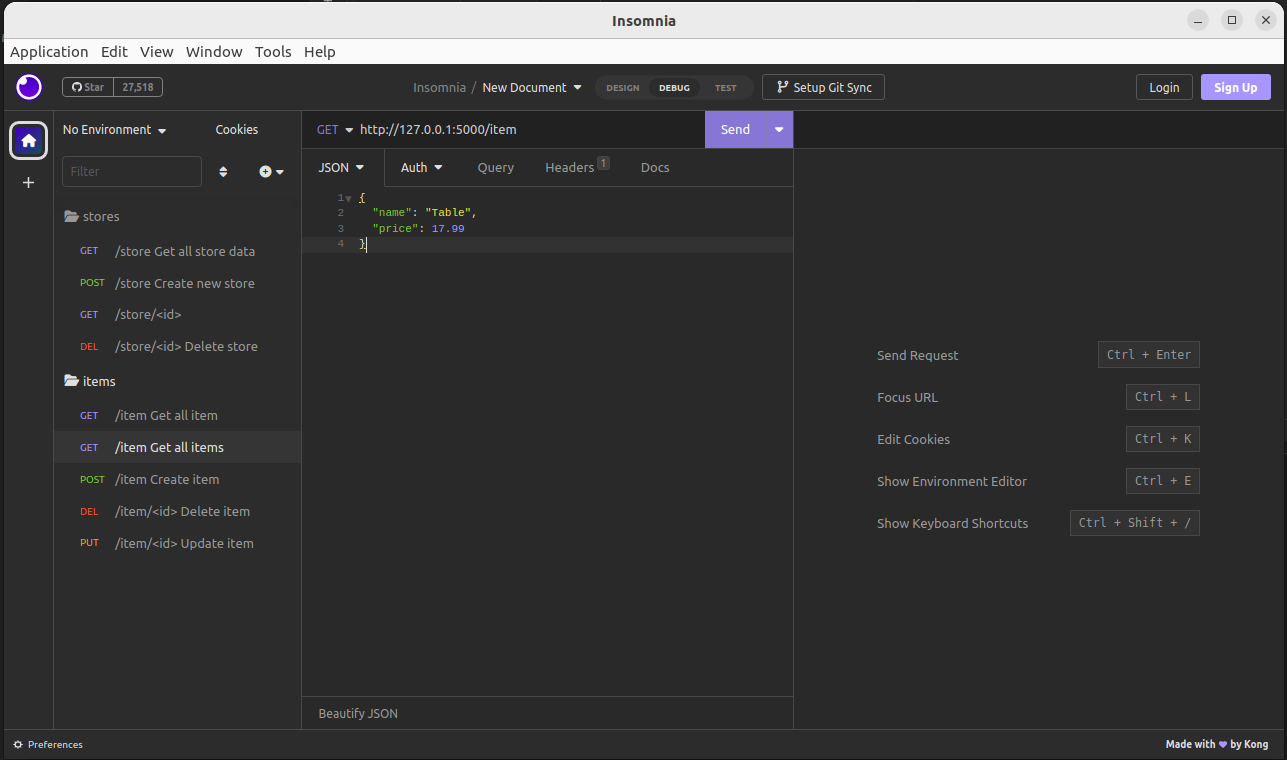 Insomnia
Application Edit View Window Tools Help
Star 27,518
Insomnia / New Document
DESIGN DEBUG TEST
Setup Git Sync
Login
Sign Up
No Environment
Cookies
Filter
stores
GET /store Get all store data
POST /store Create new store
GET /store/<id>
DEL /store/<id> Delete store
items
GET /item Get all item
GET /item Get all items
POST /item Create item
DEL /item/<id> Delete item
PUT /item/<id> Update item
GET http://127.0.0.1:5000/item
Send
JSON Auth Query Headers 1 Docs
1 {
2 "name": "Table",
3 "price": 17.99
4 }
Beautify JSON
Send Request Ctrl + Enter
Focus URL Ctrl + L
Edit Cookies Ctrl + K
Show Environment Editor Ctrl + E
Show Keyboard Shortcuts Ctrl + Shift + /
Preferences
Made with ♥ by Kong